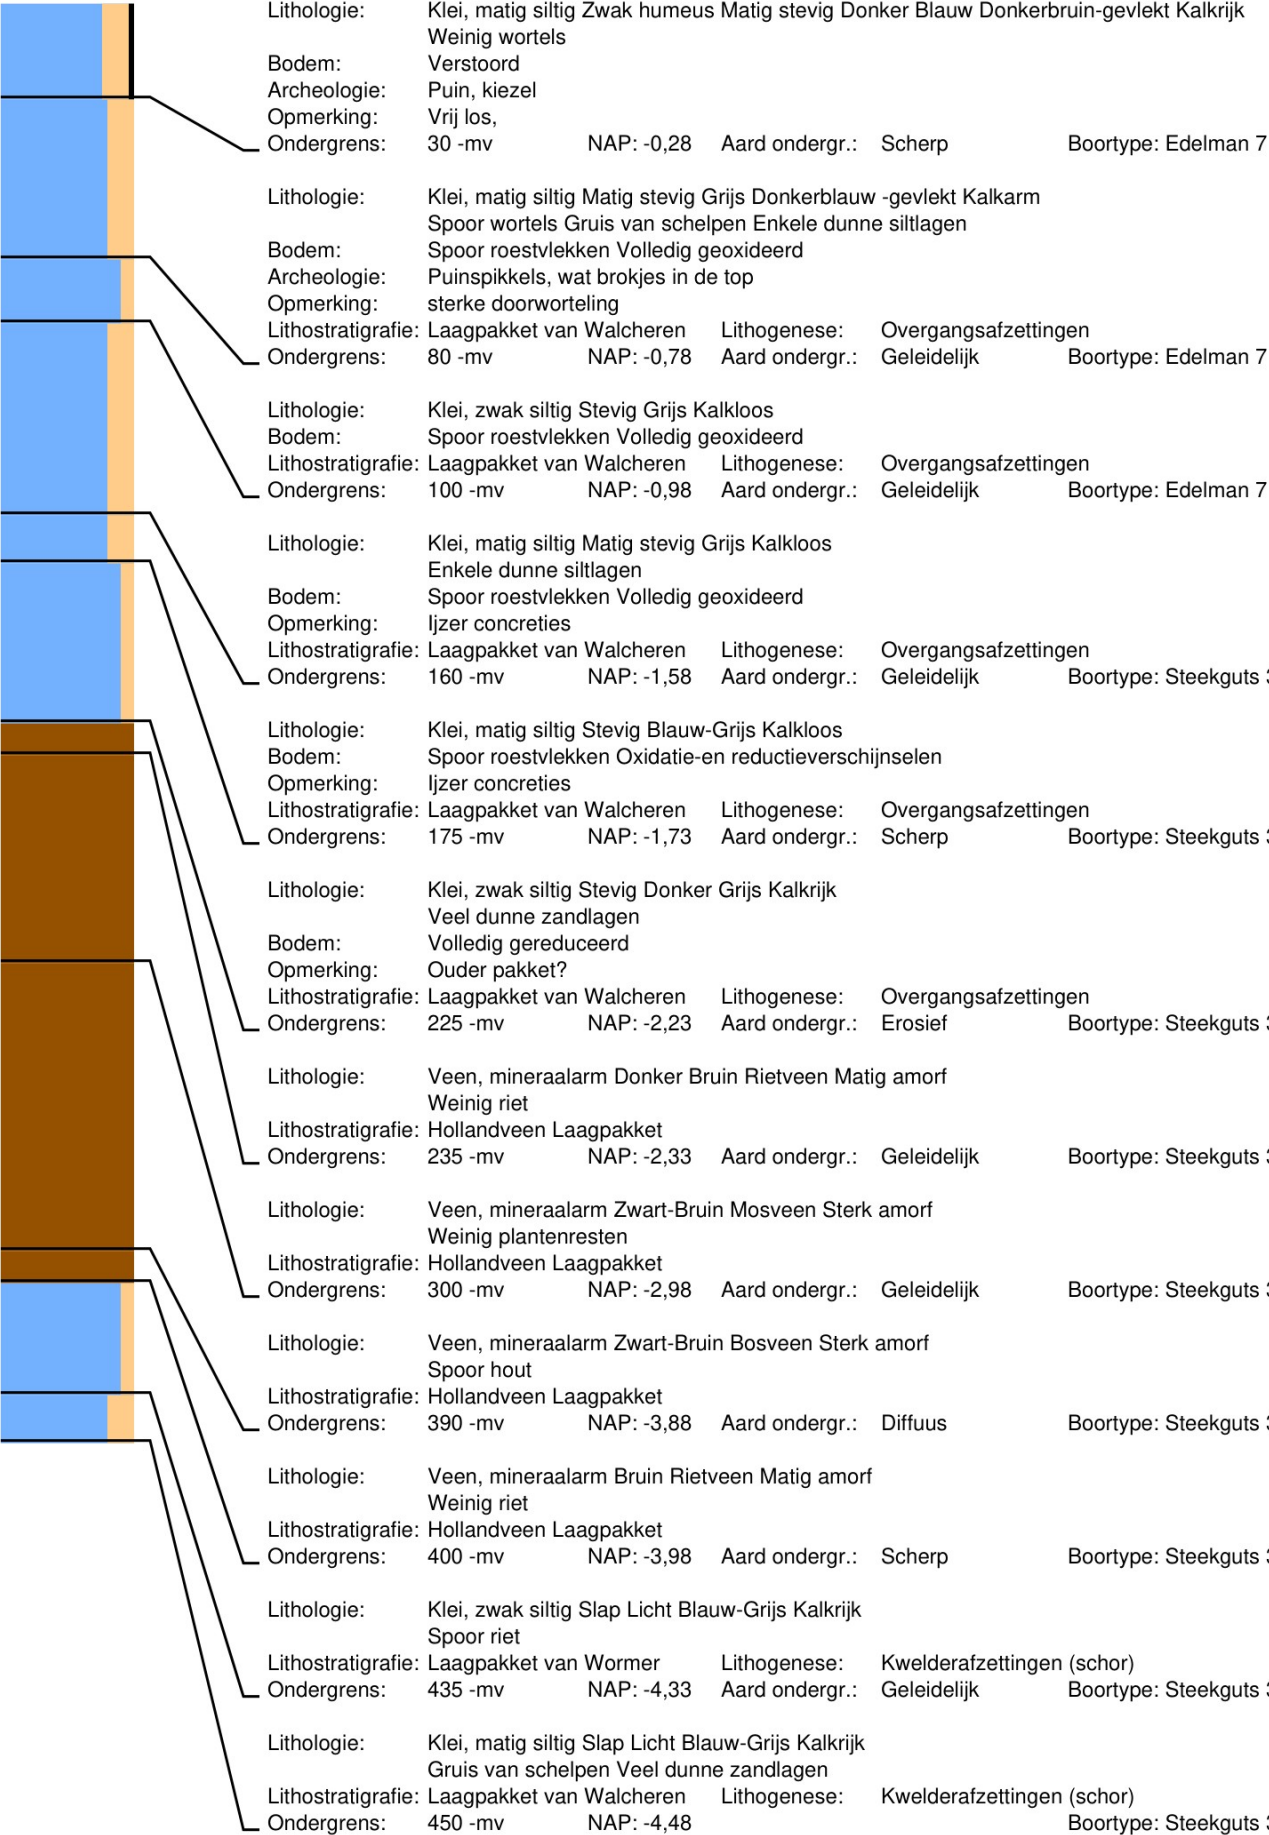 Lithologie: Klei, matig siltig Zwak humeus Matig stevig Donker Blauw Donkerbruin-gevlekt Kalkrijk
Weinig wortels
Bodem: Verstoord
Archeologie: Puin, kiezel
Opmerking: Vrij los,
Ondergrens: 30 -mv NAP: -0,28 Aard ondergr.: Scherp Boortype: Edelman 7
Lithologie: Klei, matig siltig Matig stevig Grijs Donkerblauw -gevlekt Kalkarm
Spoor wortels Gruis van schelpen Enkele dunne siltlagen
Bodem: Spoor roestvlekken Volledig geoxideerd
Archeologie: Puinspikkels, wat brokjes in de top
Opmerking: sterke doorworteling
Lithostratigrafie: Laagpakket van Walcheren Lithogenese: Overgangsafzettingen
Ondergrens: 80 -mv NAP: -0,78 Aard ondergr.: Geleidelijk Boortype: Edelman 7
Lithologie: Klei, zwak siltig Stevig Grijs Kalkloos
Bodem: Spoor roestvlekken Volledig geoxideerd
Lithostratigrafie: Laagpakket van Walcheren Lithogenese: Overgangsafzettingen
Ondergrens: 100 -mv NAP: -0,98 Aard ondergr.: Geleidelijk Boortype: Edelman 7
Lithologie: Klei, matig siltig Matig stevig Grijs Kalkloos
Enkele dunne siltlagen
Bodem: Spoor roestvlekken Volledig geoxideerd
Opmerking: Ijzer concreties
Lithostratigrafie: Laagpakket van Walcheren Lithogenese: Overgangsafzettingen
Ondergrens: 160 -mv NAP: -1,58 Aard ondergr.: Geleidelijk Boortype: Steekguts
Lithologie: Klei, matig siltig Stevig Blauw-Grijs Kalkloos
Bodem: Spoor roestvlekken Oxidatie-en reductieverschijnselen
Opmerking: Ijzer concreties
Lithostratigrafie: Laagpakket van Walcheren Lithogenese: Overgangsafzettingen
Ondergrens: 175 -mv NAP: -1,73 Aard ondergr.: Scherp Boortype: Steekguts
Lithologie: Klei, zwak siltig Stevig Donker Grijs Kalkrijk
Veel dunne zandlagen
Bodem: Volledig gereduceerd
Opmerking: Ouder pakket?
Lithostratigrafie: Laagpakket van Walcheren Lithogenese: Overgangsafzettingen
Ondergrens: 225 -mv NAP: -2,23 Aard ondergr.: Erosief Boortype: Steekguts
Lithologie: Veen, mineraalarm Donker Bruin Rietveen Matig amorf
Weinig riet
Lithostratigrafie: Hollandveen Laagpakket
Ondergrens: 235 -mv NAP: -2,33 Aard ondergr.: Geleidelijk Boortype: Steekguts
Lithologie: Veen, mineraalarm Zwart-Bruin Mosveen Sterk amorf
Weinig plantenresten
Lithostratigrafie: Hollandveen Laagpakket
Ondergrens: 300 -mv NAP: -2,98 Aard ondergr.: Geleidelijk Boortype: Steekguts
Lithologie: Veen, mineraalarm Zwart-Bruin Bosveen Sterk amorf
Spoor hout
Lithostratigrafie: Hollandveen Laagpakket
Ondergrens: 390 -mv NAP: -3,88 Aard ondergr.: Diffuus Boortype: Steekguts
Lithologie: Veen, mineraalarm Bruin Rietveen Matig amorf
Weinig riet
Lithostratigrafie: Hollandveen Laagpakket
Ondergrens: 400 -mv NAP: -3,98 Aard ondergr.: Scherp Boortype: Steekguts
Lithologie: Klei, zwak siltig Slap Licht Blauw-Grijs Kalkrijk
Spoor riet
Lithostratigrafie: Laagpakket van Wormer Lithogenese: Kwelderafzettingen (schor)
Ondergrens: 435 -mv NAP: -4,33 Aard ondergr.: Geleidelijk Boortype: Steekguts
Lithologie: Klei, matig siltig Slap Licht Blauw-Grijs Kalkrijk
Gruis van schelpen Veel dunne zandlagen
Lithostratigrafie: Laagpakket van Walcheren Lithogenese: Kwelderafzettingen (schor)
Ondergrens: 450 -mv NAP: -4,48 Boortype: Steekguts